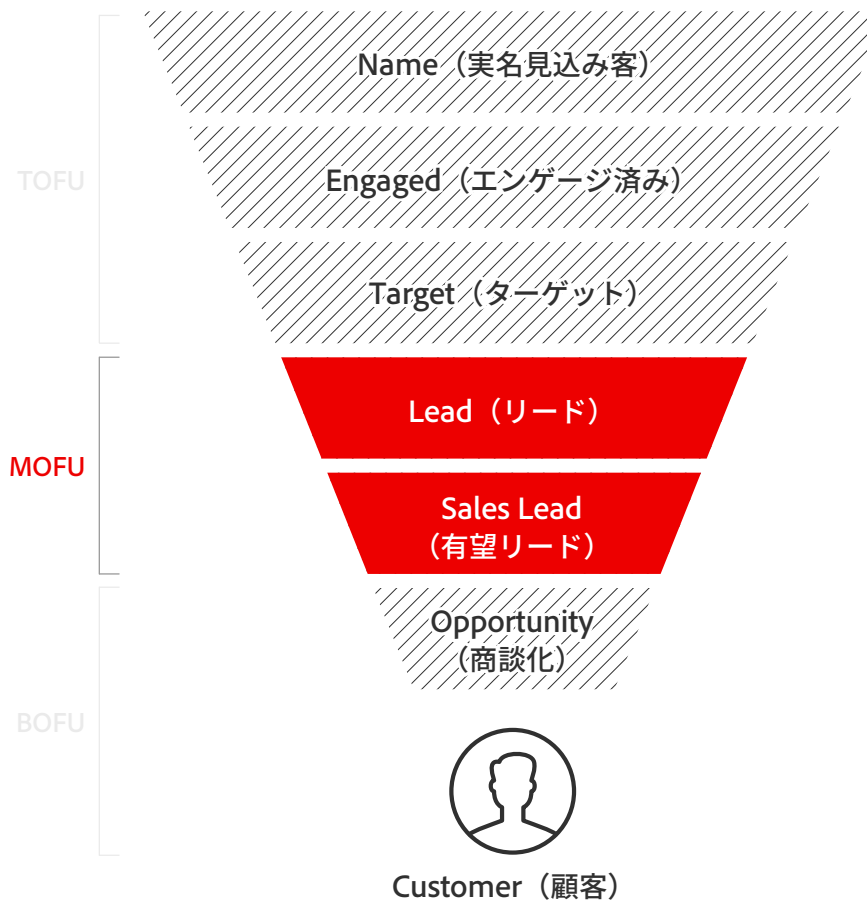 Name（実名見込み客）
TOFU
Engaged（エンゲージ済み）
Target（ターゲット）
Lead（リード）
MOFU
Sales Lead
（有望リード）
Opportunity
（商談化）
BOFU
Customer（顧客）